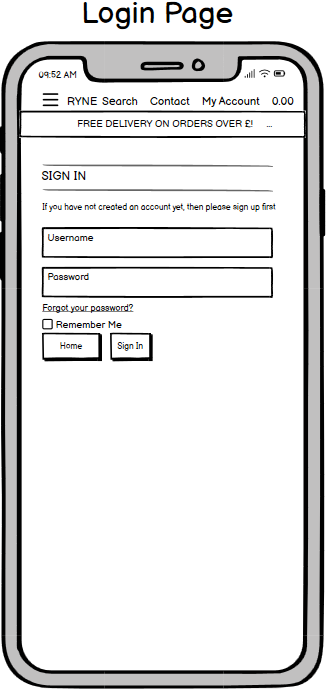 Login Page
09:52 AM
RYNE Search Contact My Account 0.00
FREE DELIVERY ON ORDERS OVER £! ...
SIGN IN
If you have not created an account yet, then please sign up first
Username
Password
Forgot your password?
Remember Me
Home Sign In